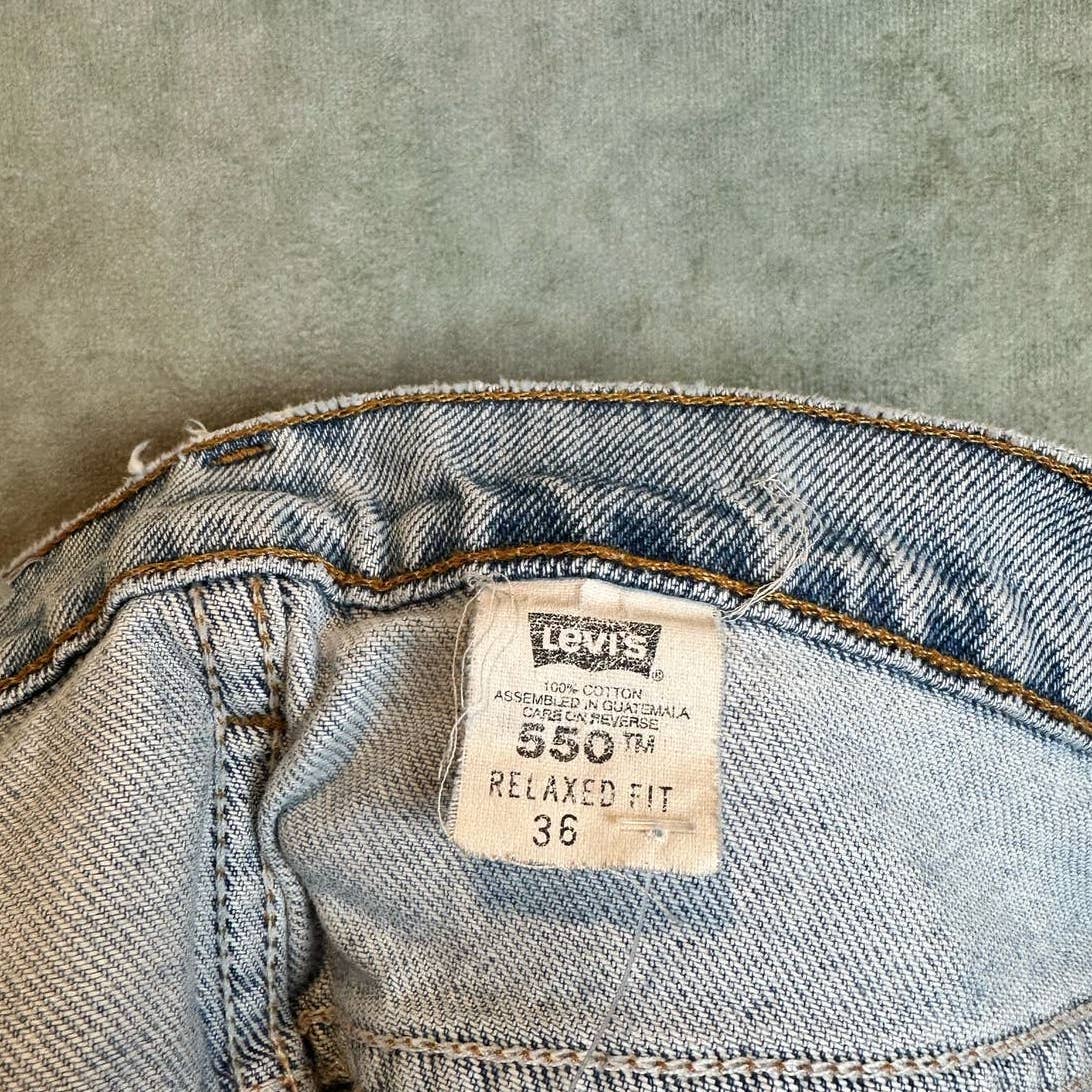 Levi's®
100% COTTON
ASSEMBLED IN GUATEMALA
CARE ON REVERSE
550™
RELAXED FIT
36